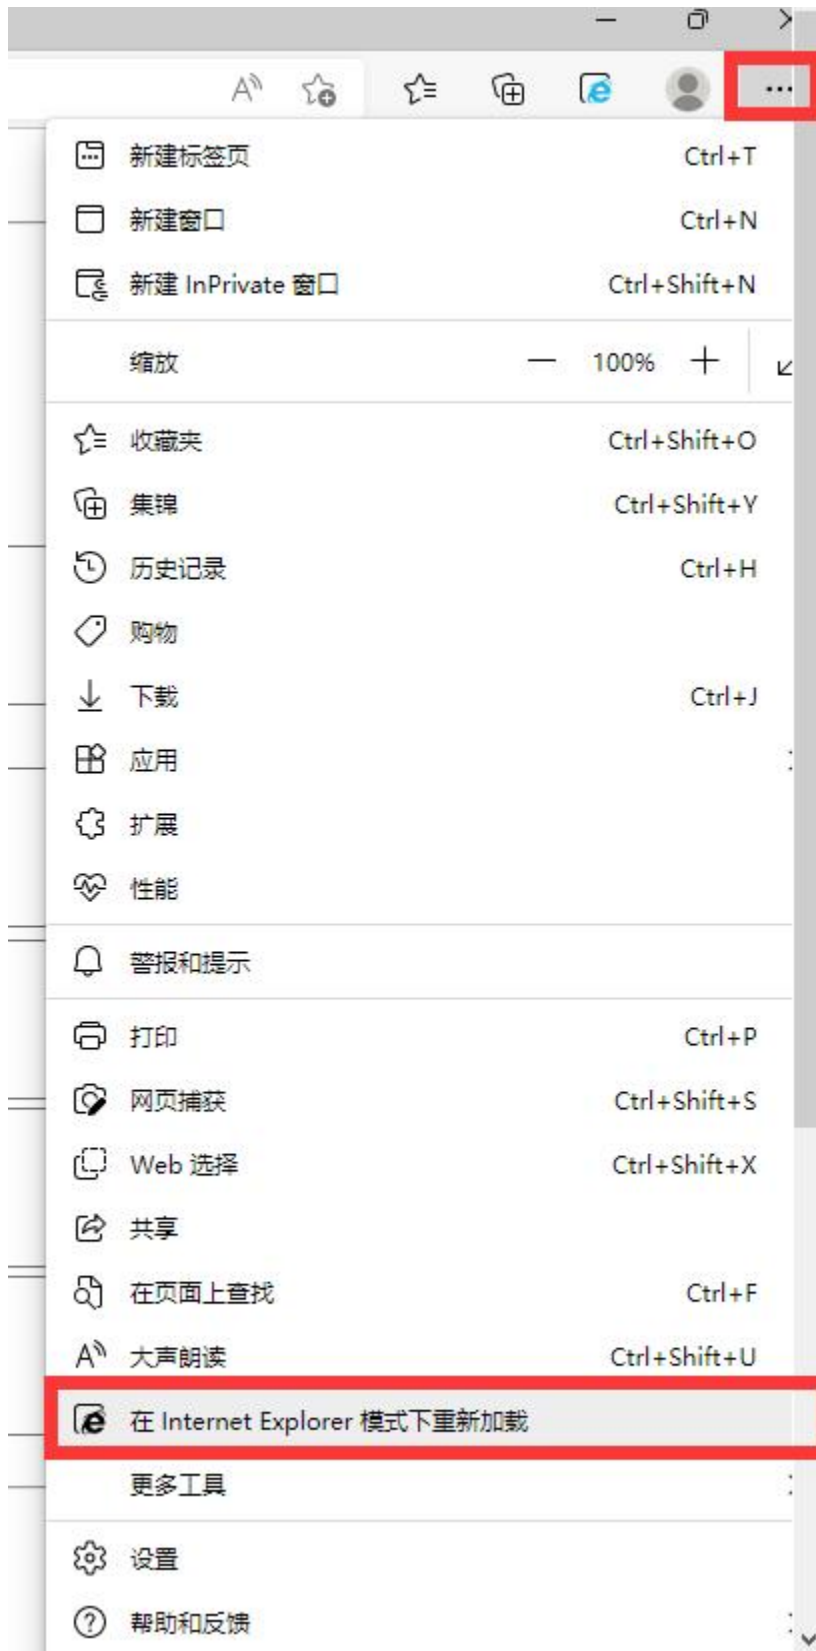 新建标签页 Ctrl+T
新建窗口 Ctrl+N
新建 InPrivate 窗口 Ctrl+Shift+N
缩放 — 100% +
收藏夹 Ctrl+Shift+O
集锦 Ctrl+Shift+Y
历史记录 Ctrl+H
购物
下载 Ctrl+J
应用
扩展
性能
警报和提示
打印 Ctrl+P
网页捕获 Ctrl+Shift+S
Web 选择 Ctrl+Shift+X
共享
在页面上查找 Ctrl+F
大声朗读 Ctrl+Shift+U
在 Internet Explorer 模式下重新加载
更多工具
设置
帮助和反馈